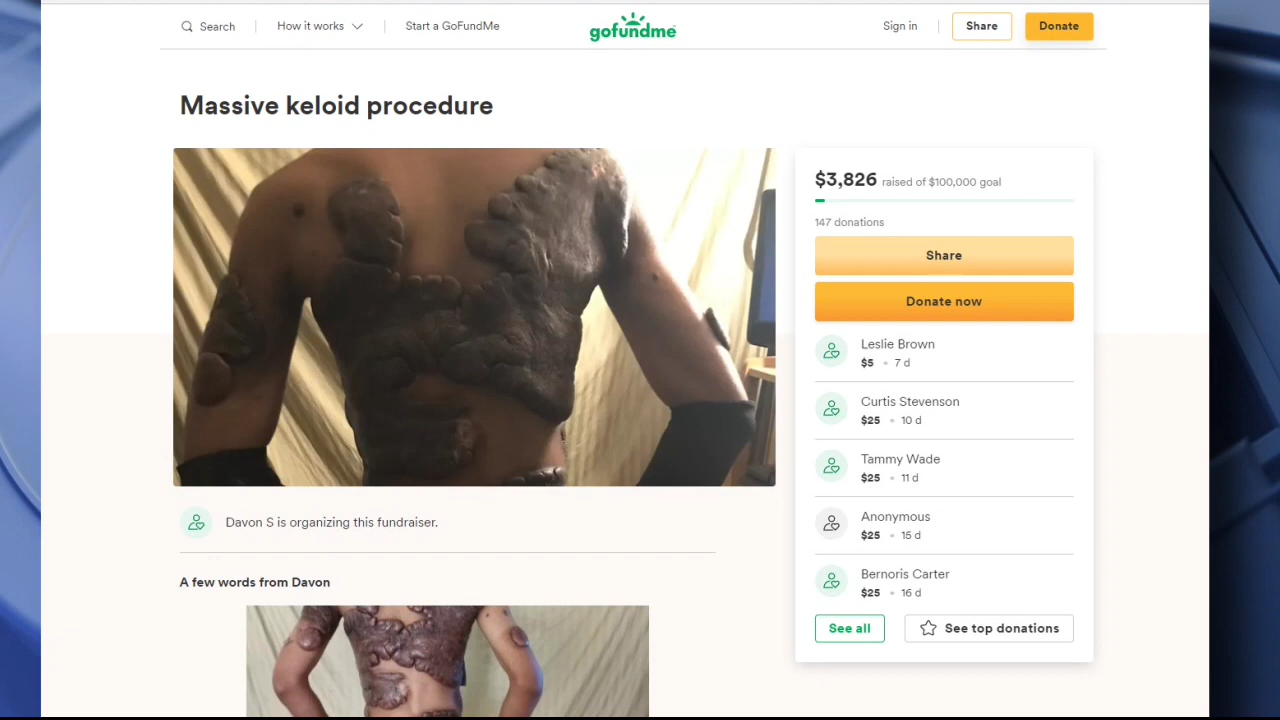 Search
How it works
Start a GoFundMe
gofundme
Sign in
Share
Donate
Massive keloid procedure
$3,826 raised of $100,000 goal
147 donations
Share
Donate now
Leslie Brown
$5 • 7 d
Curtis Stevenson
$25 • 10 d
Tammy Wade
$25 • 11 d
Anonymous
$25 • 15 d
Bernoris Carter
$25 • 16 d
See all
See top donations
Davon S is organizing this fundraiser.
A few words from Davon